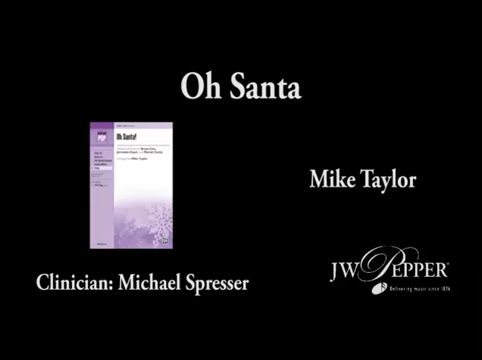 Oh Santa
Oh Santa!
Mike Taylor
JW PEPPER®
Delivering music since 1876
Clinician: Michael Spresser